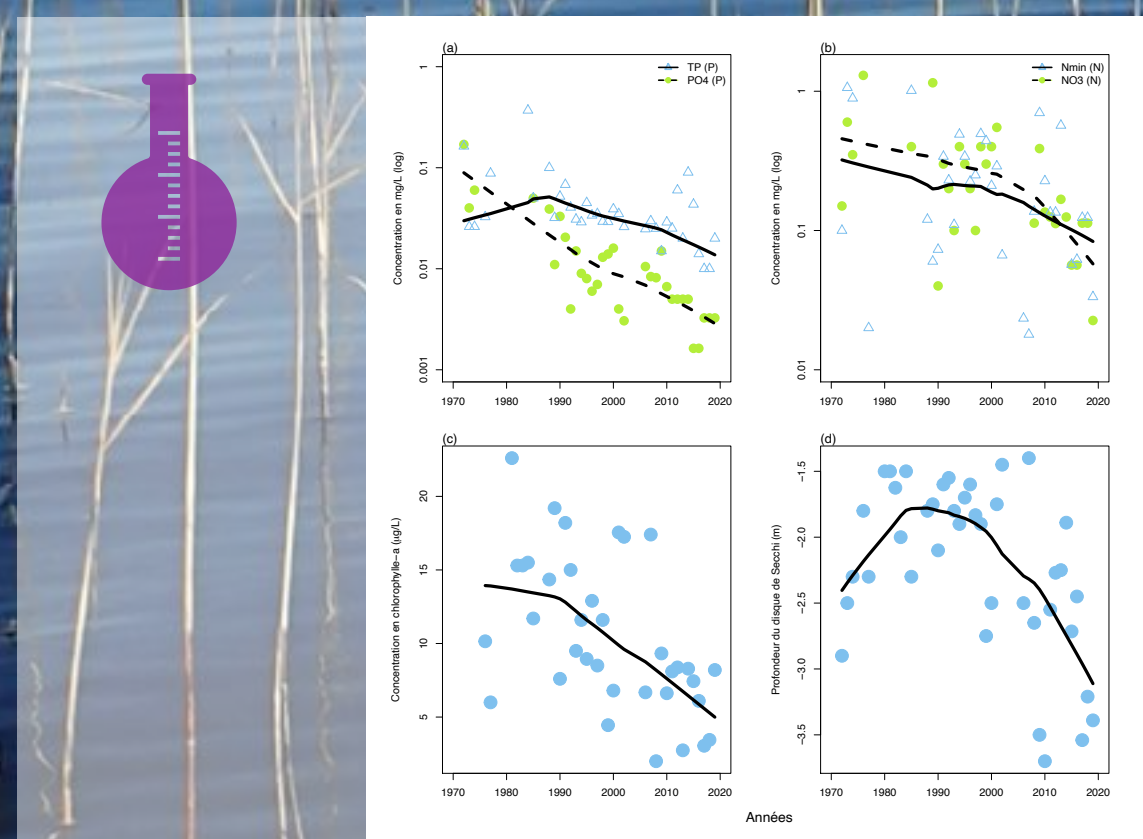 (a)
TP (P)
PO4 (P)
Concentration en mg/L (log)
1
0.1
0.01
0.001
1970 1980 1990 2000 2010 2020
(b)
Nmin (N)
NO3 (N)
Concentration en mg/L (log)
1
0.1
0.01
1970 1980 1990 2000 2010 2020
(c)
Concentration en chlorophylle−a (ug/L)
20
15
10
5
1970 1980 1990 2000 2010 2020
(d)
Profondeur du disque de Secchi (m)
−1.5
−2.0
−2.5
−3.0
−3.5
1970 1980 1990 2000 2010 2020
Années